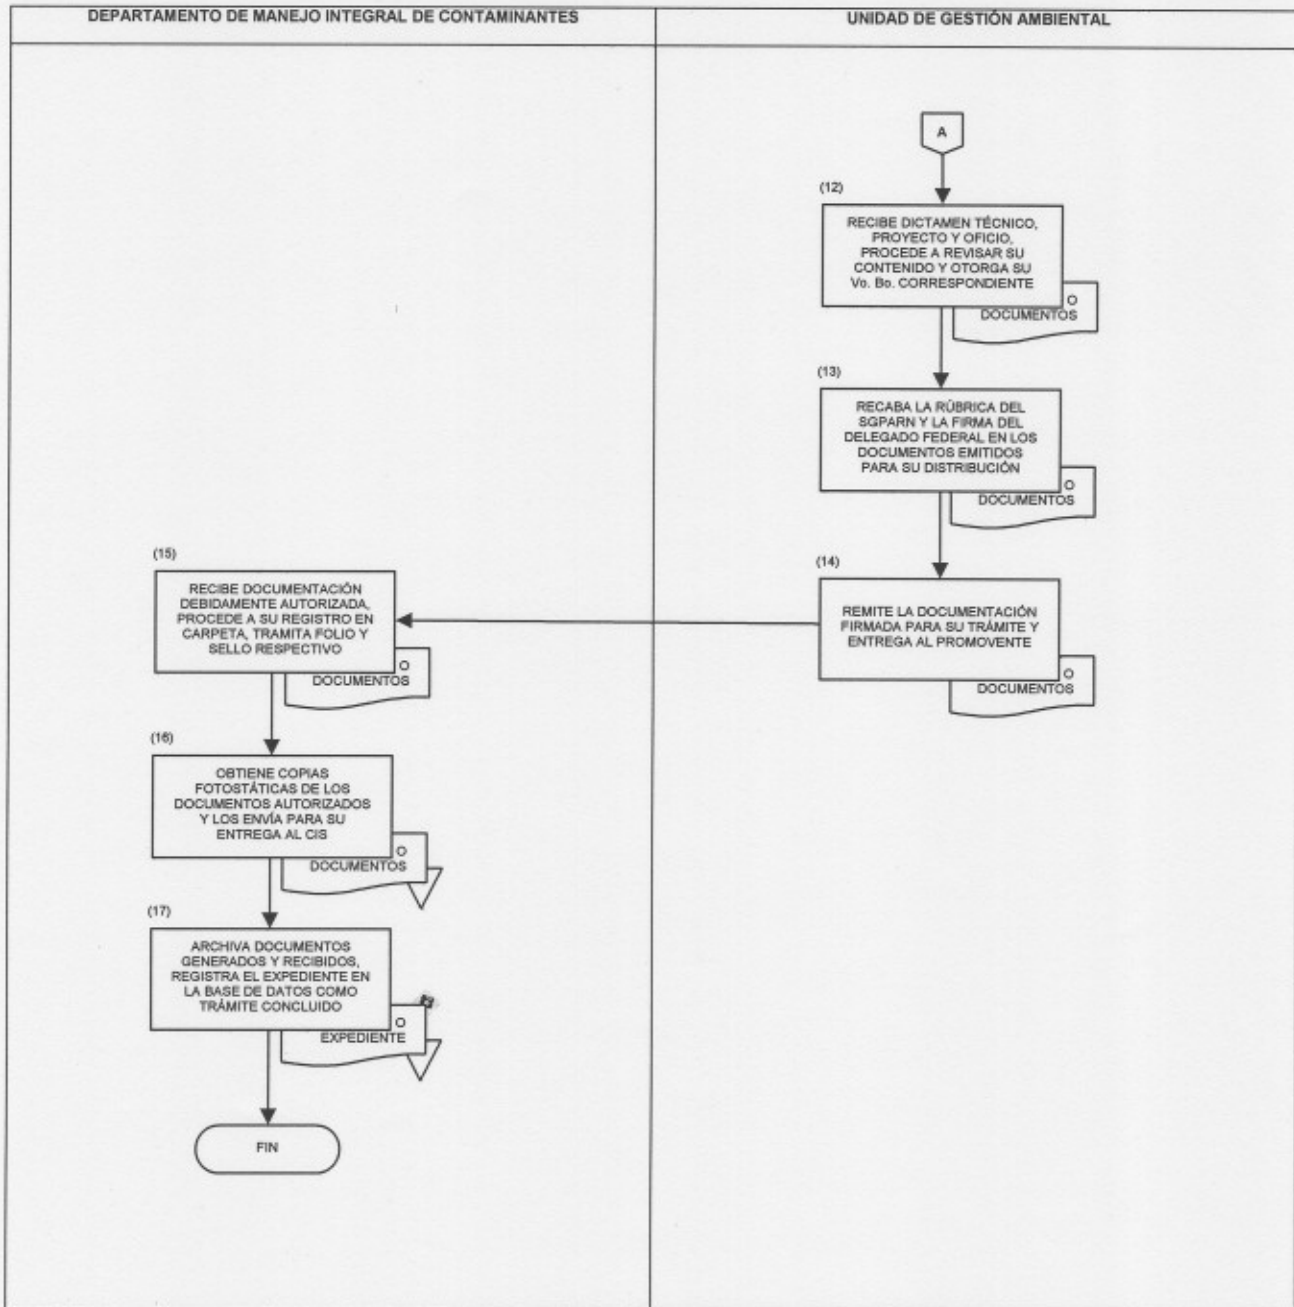 DEPARTAMENTO DE MANEJO INTEGRAL DE CONTAMINANTES
UNIDAD DE GESTIÓN AMBIENTAL
A
(12)
RECIBE DICTAMEN TÉCNICO,
PROYECTO Y OFICIO,
PROCEDE A REVISAR SU
CONTENIDO Y OTORGA SU
Vo. Bo. CORRESPONDIENTE
O
DOCUMENTOS
(13)
RECABA LA RÚBRICA DEL
SGPARN Y LA FIRMA DEL
DELEGADO FEDERAL EN LOS
DOCUMENTOS EMITIDOS
PARA SU DISTRIBUCIÓN
O
DOCUMENTOS
(14)
REMITE LA DOCUMENTACIÓN
FIRMADA PARA SU TRÁMITE Y
ENTREGA AL PROMOVENTE
O
DOCUMENTOS
(15)
RECIBE DOCUMENTACIÓN
DEBIDAMENTE AUTORIZADA,
PROCEDE A SU REGISTRO EN
CARPETA, TRAMITA FOLIO Y
SELLO RESPECTIVO
O
DOCUMENTOS
(16)
OBTIENE COPIAS
FOTOSTÁTICAS DE LOS
DOCUMENTOS AUTORIZADOS
Y LOS ENVÍA PARA SU
ENTREGA AL CIS
O
DOCUMENTOS
(17)
ARCHIVA DOCUMENTOS
GENERADOS Y RECIBIDOS,
REGISTRA EL EXPEDIENTE EN
LA BASE DE DATOS COMO
TRÁMITE CONCLUIDO
O
EXPEDIENTE
FIN